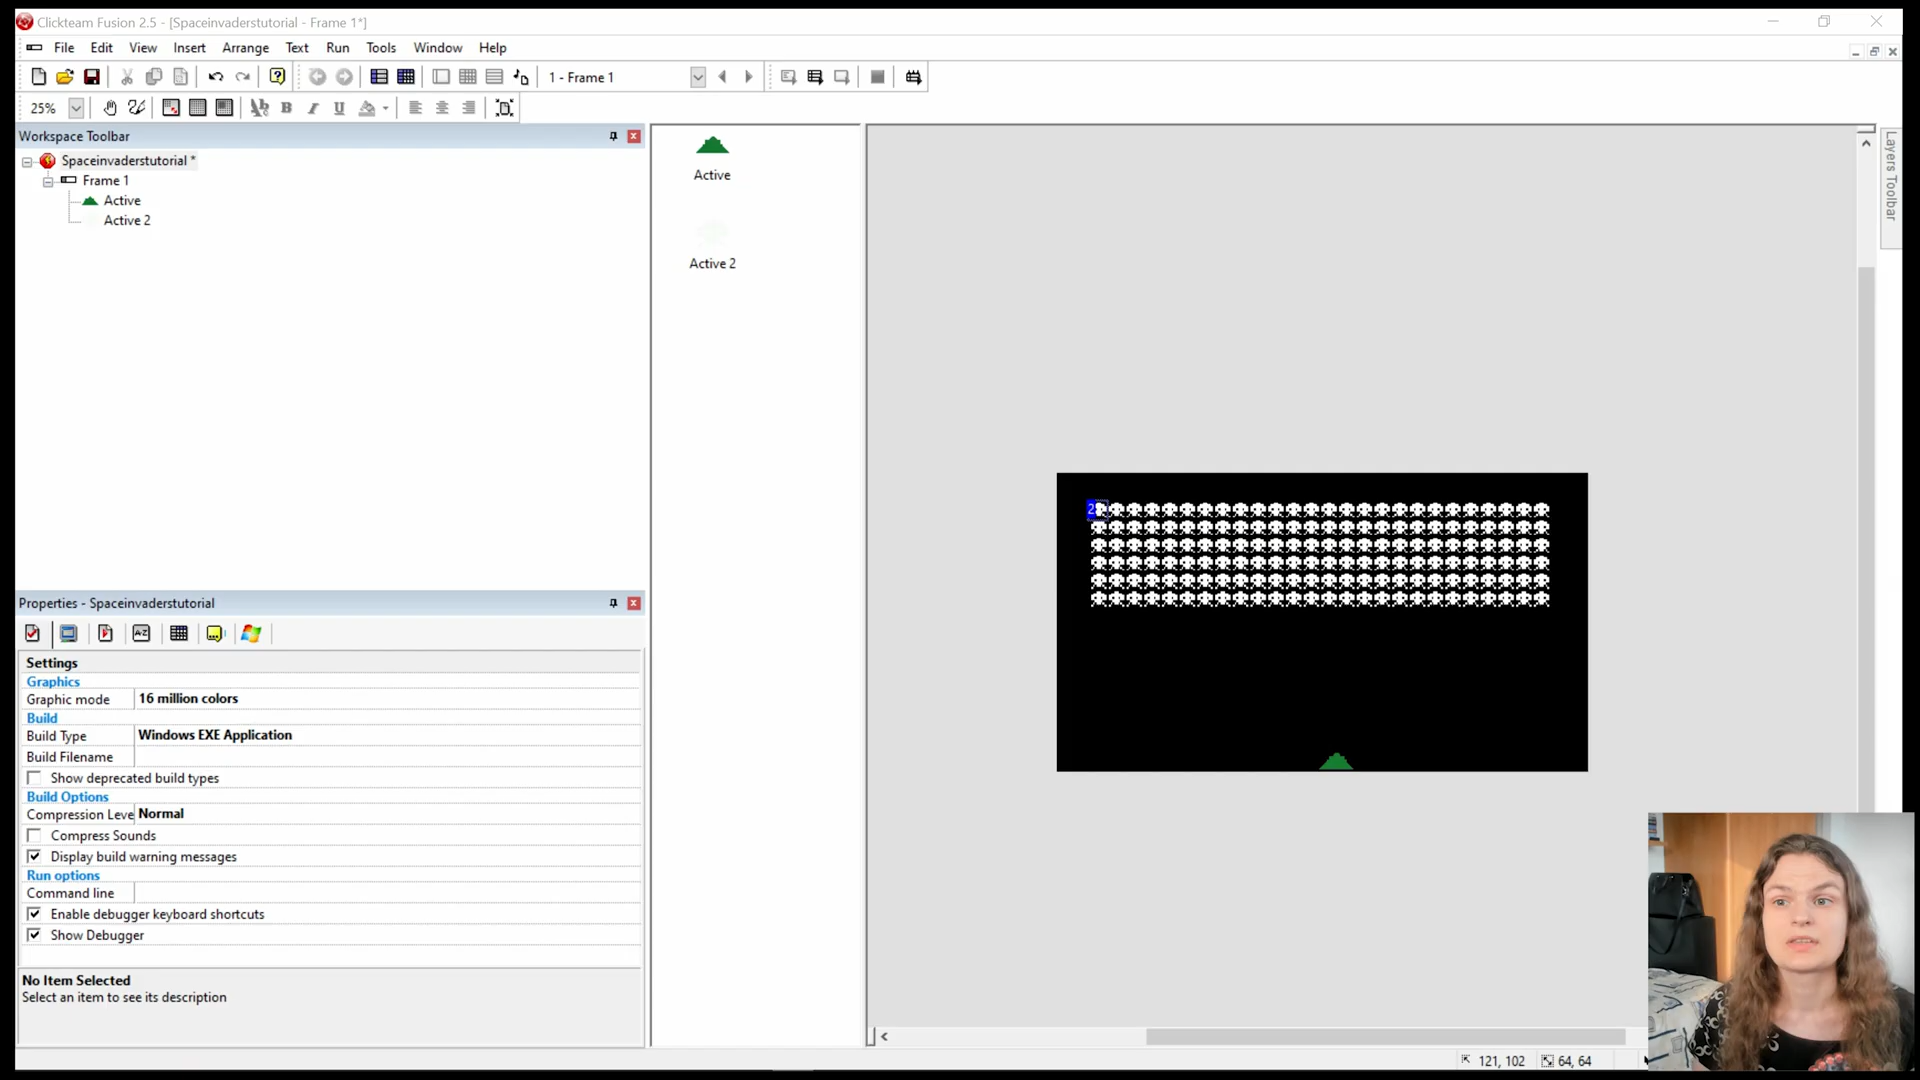 Clickteam Fusion 2.5 - [Spaceinvaderstutorial - Frame 1*]
File Edit View Insert Arrange Text Run Tools Window Help
1 - Frame 1
25%
Workspace Toolbar
Spaceinvaderstutorial *
Frame 1
Active
Active 2
Active
Active 2
Layers Toolbar
2
Properties - Spaceinvaderstutorial
Settings
Graphics
Graphic mode 16 million colors
Build
Build Type Windows EXE Application
Build Filename
Show deprecated build types
Build Options
Compression Leve Normal
Compress Sounds
Display build warning messages
Run options
Command line
Enable debugger keyboard shortcuts
Show Debugger
No Item Selected
Select an item to see its description
121, 102 64, 64